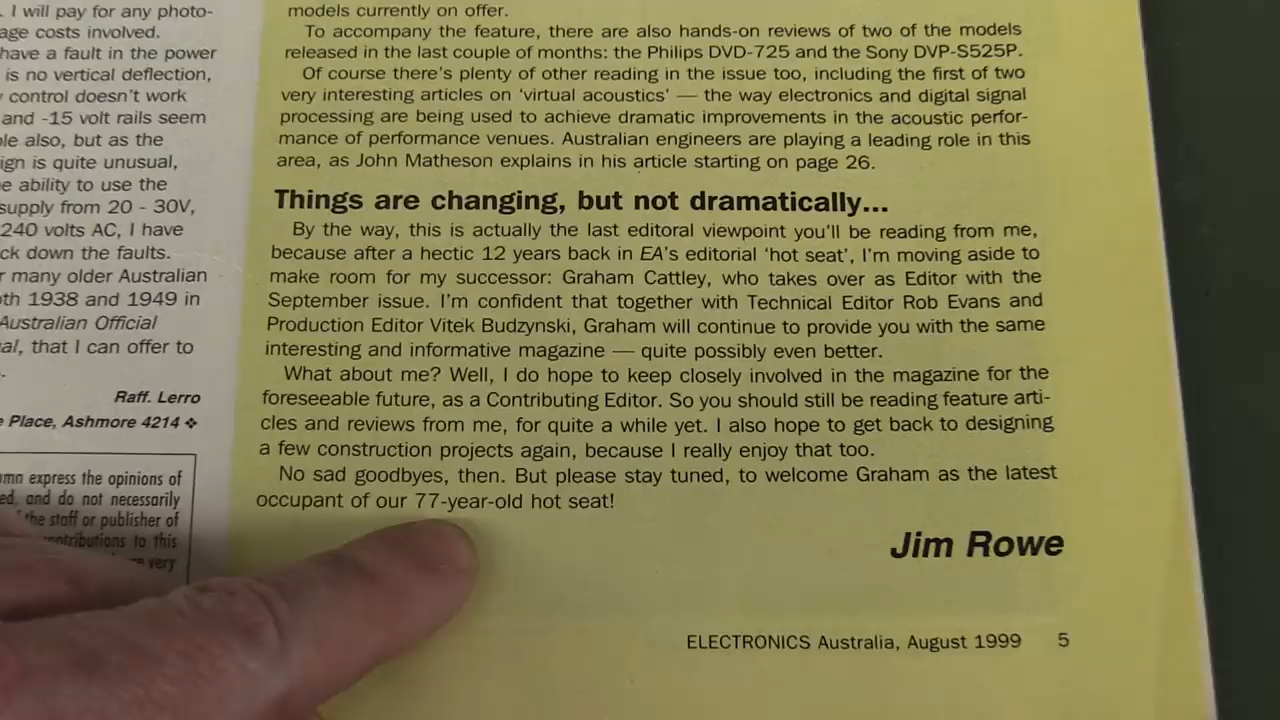 . I will pay for any photo-
age costs involved.
have a fault in the power
is no vertical deflection,
control doesn't work
and -15 volt rails seem
also, but as the
is quite unusual,
ability to use the
supply from 20 - 30V,
240 volts AC, I have
down the faults.
many older Australian
1938 and 1949 in
Australian Official
that I can offer to
Raff. Lerro
Place, Ashmore 4214 ❖
express the opinions of
and do not necessarily
the staff or publisher of
to this
very
models currently on offer.
To accompany the feature, there are also hands-on reviews of two of the models
released in the last couple of months: the Philips DVD-725 and the Sony DVP-S525P.
Of course there's plenty of other reading in the issue too, including the first of two
very interesting articles on 'virtual acoustics' — the way electronics and digital signal
processing are being used to achieve dramatic improvements in the acoustic perfor-
mance of performance venues. Australian engineers are playing a leading role in this
area, as John Matheson explains in his article starting on page 26.
Things are changing, but not dramatically...
By the way, this is actually the last editoral viewpoint you'll be reading from me,
because after a hectic 12 years back in EA's editorial 'hot seat', I'm moving aside to
make room for my successor: Graham Cattley, who takes over as Editor with the
September issue. I'm confident that together with Technical Editor Rob Evans and
Production Editor Vitek Budzynski, Graham will continue to provide you with the same
interesting and informative magazine — quite possibly even better.
What about me? Well, I do hope to keep closely involved in the magazine for the
foreseeable future, as a Contributing Editor. So you should still be reading feature arti-
cles and reviews from me, for quite a while yet. I also hope to get back to designing
a few construction projects again, because I really enjoy that too.
No sad goodbyes, then. But please stay tuned, to welcome Graham as the latest
occupant of our 77-year-old hot seat!
Jim Rowe
ELECTRONICS Australia, August 1999 5